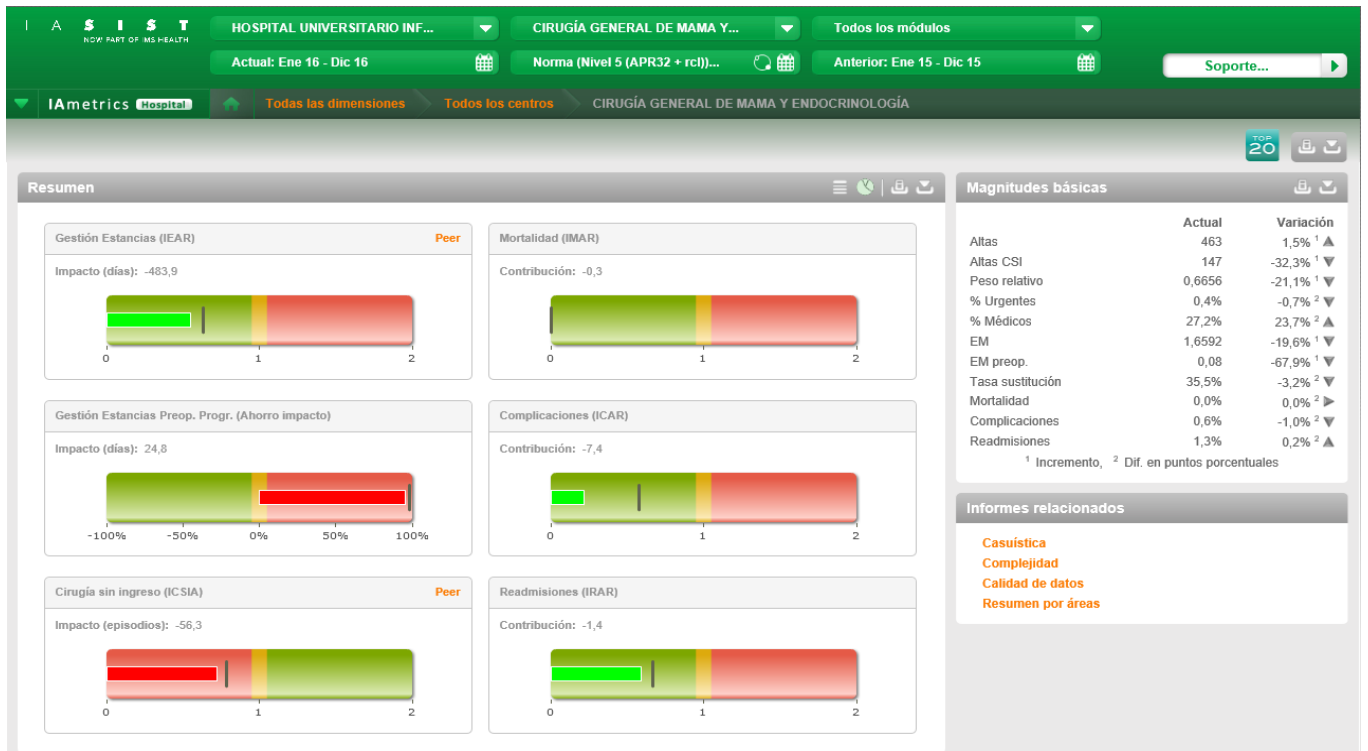 I A S I S T
NOW PART OF IMS HEALTH
HOSPITAL UNIVERSITARIO INF...
CIRUGÍA GENERAL DE MAMA Y...
Todos los módulos
Actual: Ene 16 - Dic 16
Norma (Nivel 5 (APR32 + rcl))...
Anterior: Ene 15 - Dic 15
Soporte...
IAmetrics Hospital
Todas las dimensiones
Todos los centros
CIRUGÍA GENERAL DE MAMA Y ENDOCRINOLOGÍA
TOP 20
Resumen
Gestión Estancias (IEAR) Peer
Impacto (días): -483,9
0 1 2
Mortalidad (IMAR)
Contribución: -0,3
0 1 2
Gestión Estancias Preop. Progr. (Ahorro impacto)
Impacto (días): 24,8
-100% -50% 0% 50% 100%
Complicaciones (ICAR)
Contribución: -7,4
0 1 2
Cirugía sin ingreso (ICSIA) Peer
Impacto (episodios): -56,3
0 1 2
Readmisiones (IRAR)
Contribución: -1,4
0 1 2
Magnitudes básicas
Actual Variación
Altas 463 1,5% 1
Altas CSI 147 -32,3% 1
Peso relativo 0,6656 -21,1% 1
% Urgentes 0,4% -0,7% 2
% Médicos 27,2% 23,7% 2
EM 1,6592 -19,6% 1
EM preop. 0,08 -67,9% 1
Tasa sustitución 35,5% -3,2% 2
Mortalidad 0,0% 0,0% 2
Complicaciones 0,6% -1,0% 2
Readmisiones 1,3% 0,2% 2
1 Incremento, 2 Dif. en puntos porcentuales
Informes relacionados
Casuística
Complejidad
Calidad de datos
Resumen por áreas